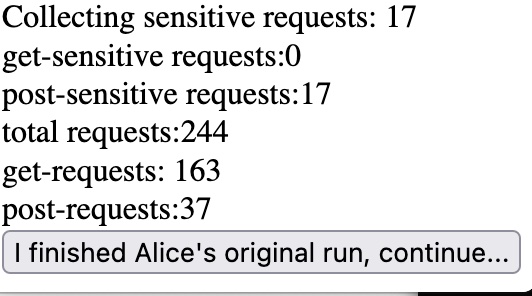 Collecting sensitive requests: 17
get-sensitive requests:0
post-sensitive requests:17
total requests:244
get-requests: 163
post-requests:37
I finished Alice's original run, continue...